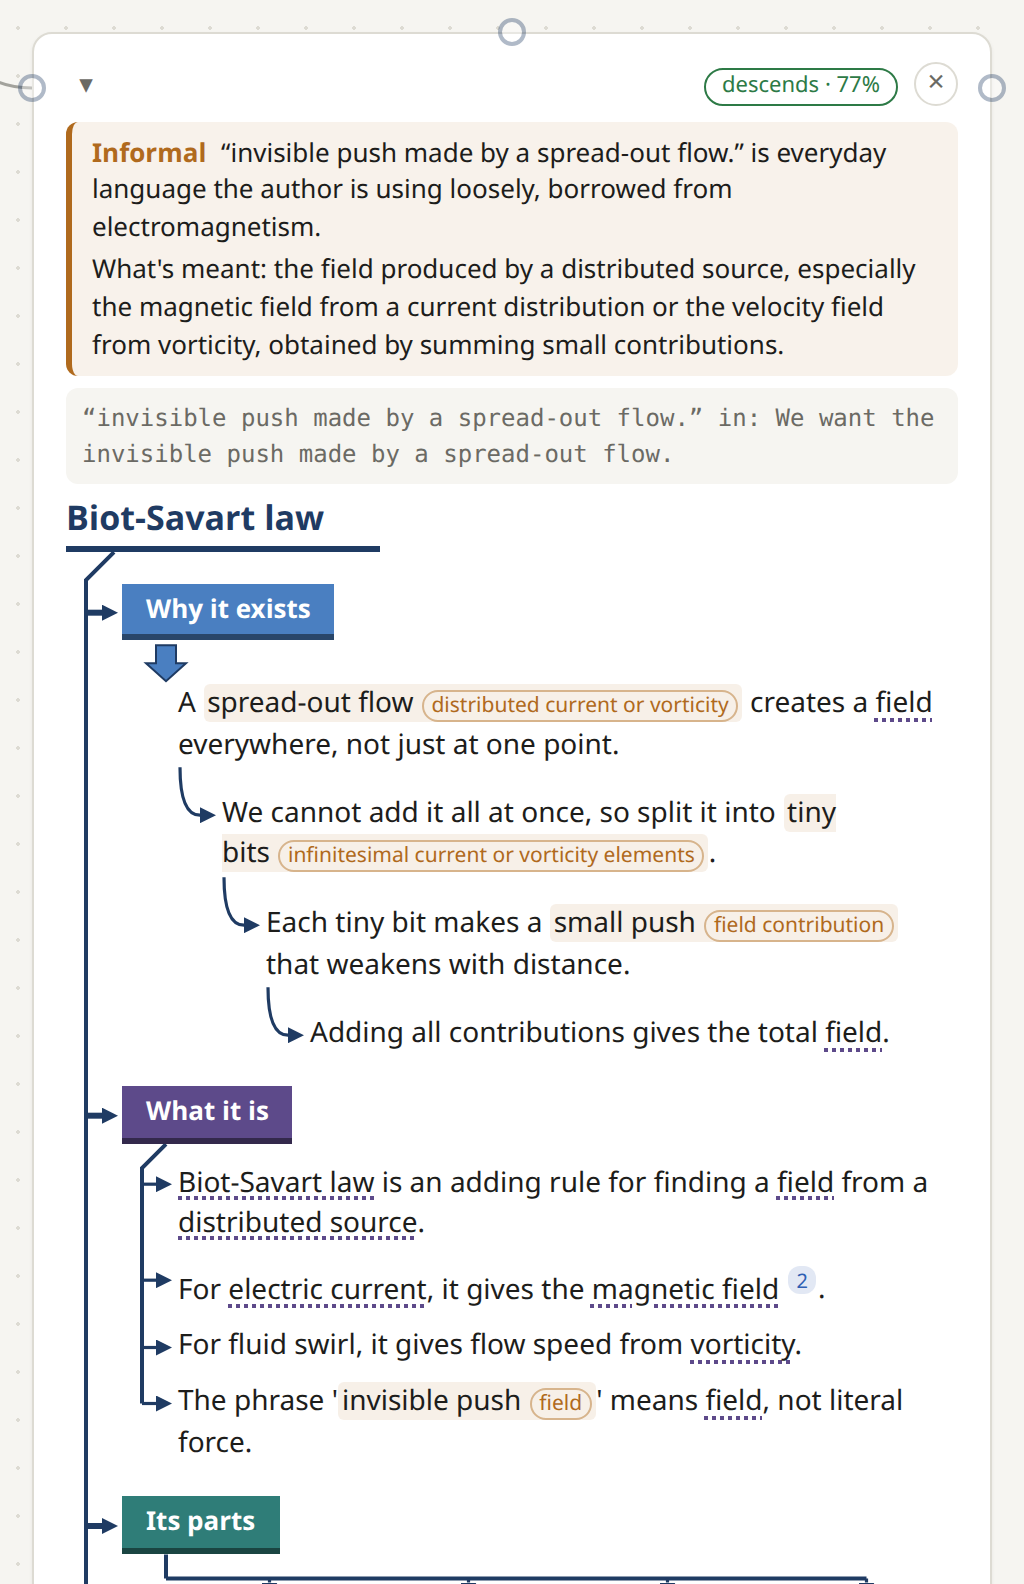 ▼
descends · 77%
✕
Informal “invisible push made by a spread-out flow.” is everyday
language the author is using loosely, borrowed from
electromagnetism.
What's meant: the field produced by a distributed source, especially
the magnetic field from a current distribution or the velocity field
from vorticity, obtained by summing small contributions.
“invisible push made by a spread-out flow.” in: We want the
invisible push made by a spread-out flow.
Biot-Savart law
Why it exists
A spread-out flow distributed current or vorticity creates a field
everywhere, not just at one point.
We cannot add it all at once, so split it into tiny
bits infinitesimal current or vorticity elements.
Each tiny bit makes a small push field contribution
that weakens with distance.
Adding all contributions gives the total field.
What it is
Biot-Savart law is an adding rule for finding a field from a
distributed source.
For electric current, it gives the magnetic field 2.
For fluid swirl, it gives flow speed from vorticity.
The phrase 'invisible push field' means field, not literal
force.
Its parts